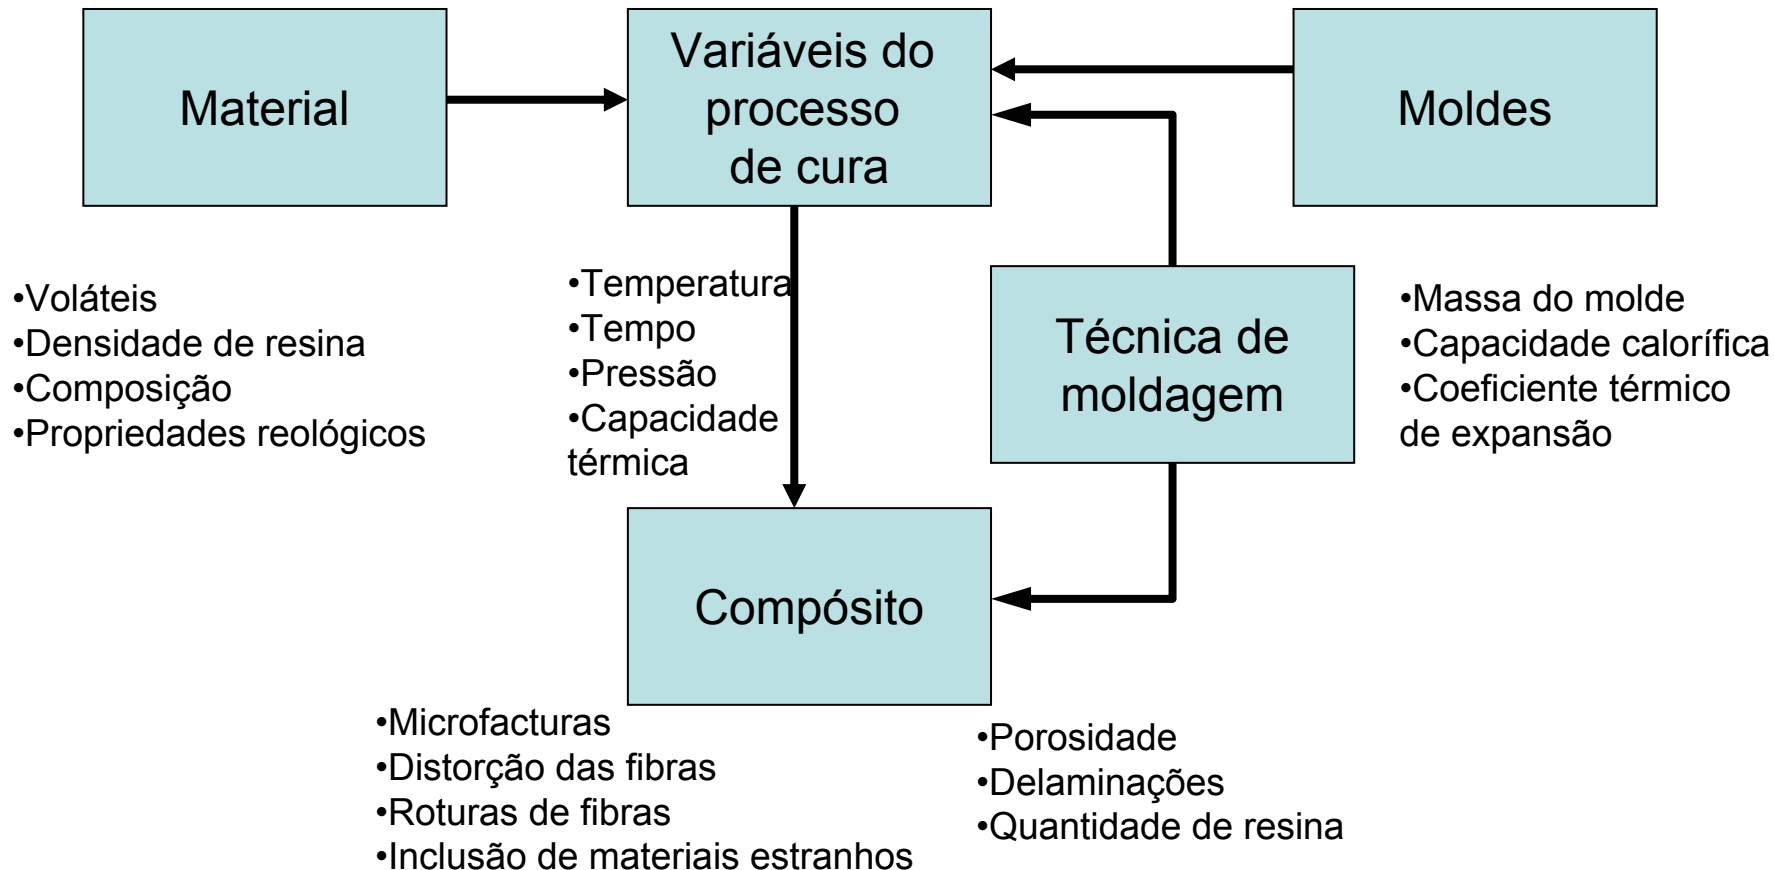 Material
Variáveis do
processo
de cura
Moldes
•Voláteis
•Densidade de resina
•Composição
•Propriedades reológicos
•Temperatura
•Tempo
•Pressão
•Capacidade
térmica
Técnica de
moldagem
•Massa do molde
•Capacidade calorífica
•Coeficiente térmico
de expansão
Compósito
•Microfacturas
•Distorção das fibras
•Roturas de fibras
•Inclusão de materiais estranhos
•Porosidade
•Delaminações
•Quantidade de resina